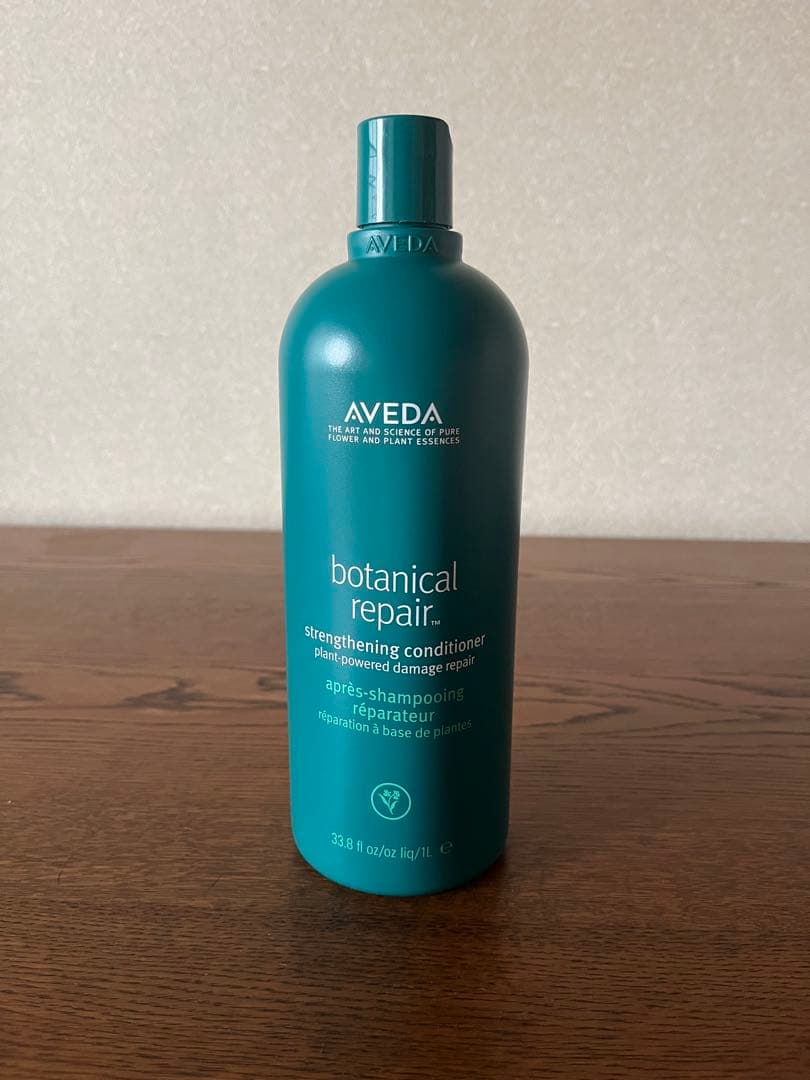 AVEDA
AVEDA
THE ART AND SCIENCE OF PURE
FLOWER AND PLANT ESSENCES
botanical
repair™
strengthening conditioner
plant-powered damage repair
après-shampooing
réparateur
réparation à base de plantes
33.8 fl oz/oz liq/1L ℮